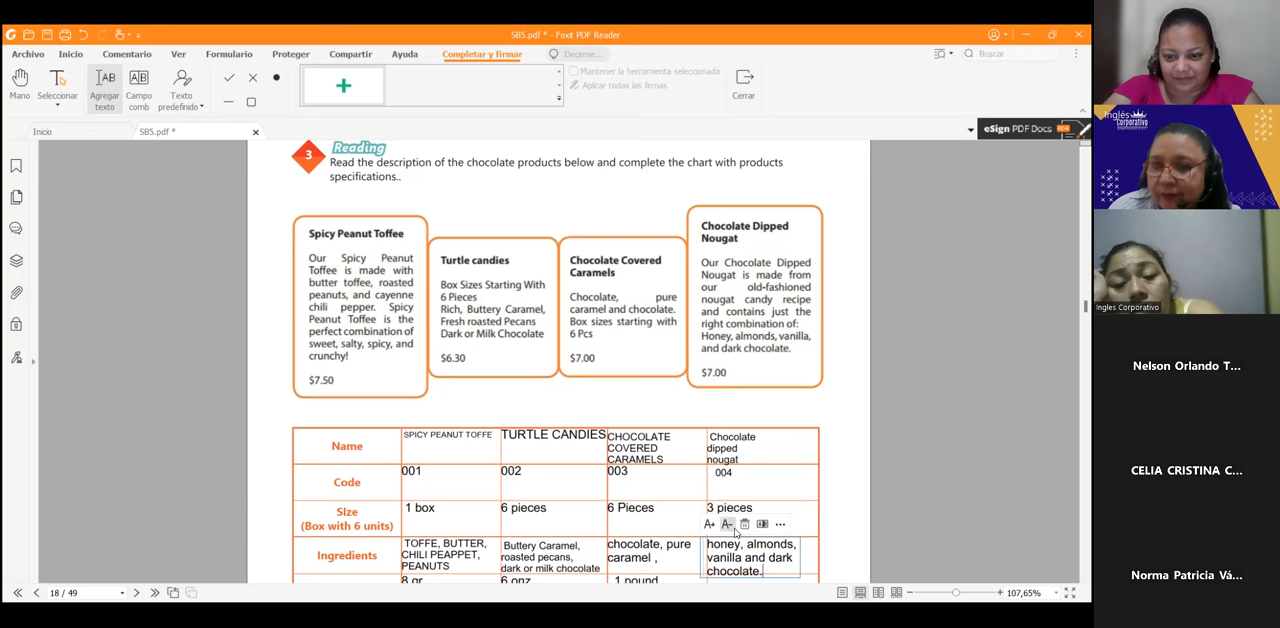 SB5.pdf * - Foxit PDF Reader
Archivo Inicio Comentario Ver Formulario Proteger Compartir Ayuda Completar y firmar Decirme... Buscar
Mano
Seleccionar
Agregar texto
Campo comb
Texto predefinido
Mantener la herramienta seleccionada
Aplicar todas las firmas
Cerrar
Inicio
SB5.pdf *
eSign PDF Docs
3
Reading
Read the description of the chocolate products below and complete the chart with products
specifications..
Spicy Peanut Toffee
Our Spicy Peanut
Toffee is made with
butter toffee, roasted
peanuts, and cayenne
chili pepper. Spicy
Peanut Toffee is the
perfect combination of
sweet, salty, spicy, and
crunchy!
$7.50
Turtle candies
Box Sizes Starting With
6 Pieces
Rich, Buttery Caramel,
Fresh roasted Pecans
Dark or Milk Chocolate
$6.30
Chocolate Covered
Caramels
Chocolate, pure
caramel and chocolate.
Box sizes starting with
6 Pcs
$7.00
Chocolate Dipped
Nougat
Our Chocolate Dipped
Nougat is made from
our old-fashioned
nougat candy recipe
and contains just the
right combination of:
Honey, almonds, vanilla,
and dark chocolate.
$7.00
Name
SPICY PEANUT TOFFE
TURTLE CANDIES
CHOCOLATE
COVERED
CARAMELS
Chocolate
dipped
nougat
Code
001
002
003
004
SIze
(Box with 6 units)
1 box
6 pieces
6 Pieces
3 pieces
Ingredients
TOFFE, BUTTER,
CHILI PEAPPET,
PEANUTS
Buttery Caramel,
roasted pecans,
dark or milk chocolate
chocolate, pure
caramel ,
honey, almonds,
vanilla and dark
chocolate.
8 gr
6 onz
1 pound
18 / 49
107,65%
Inglés
Corporativo
Ingles Corporativo
Nelson Orlando T...
CELIA CRISTINA C...
Norma Patricia Vá...